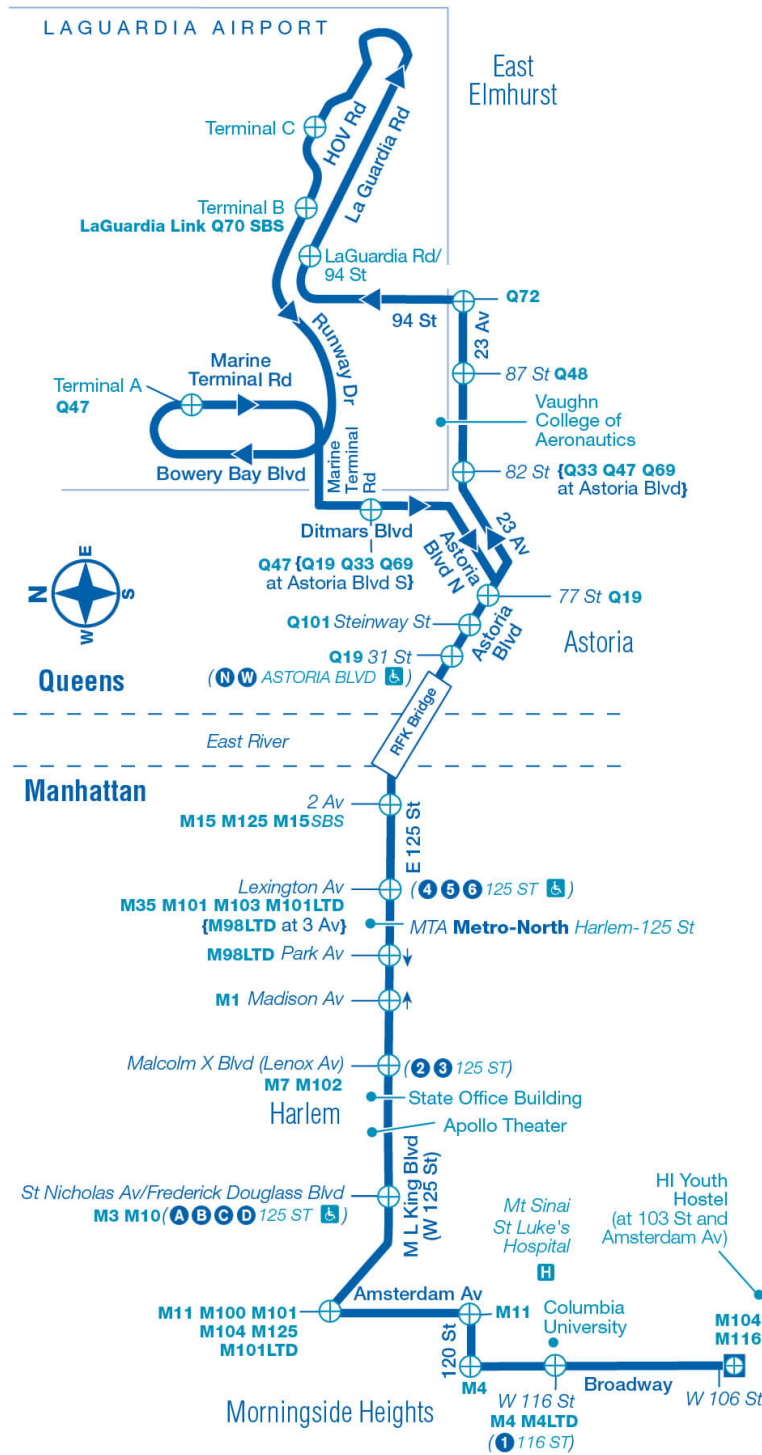 LAGUARDIA AIRPORT
East
Elmhurst
Terminal C
HOV Rd
La Guardia Rd
Terminal B
LaGuardia Link Q70 SBS
LaGuardia Rd/
94 St
Q72
94 St
23 Av
Runway Dr
87 St Q48
Marine
Terminal Rd
Terminal A
Q47
Vaughn
College of
Aeronautics
Bowery Bay Blvd
Marine
Terminal
Rd
82 St {Q33 Q47 Q69
at Astoria Blvd}
Ditmars Blvd
23 Av
Astoria
Blvd N
Q47 {Q19 Q33 Q69
at Astoria Blvd S}
N
E
S
W
77 St Q19
Q101 Steinway St
Astoria
Blvd
Astoria
Q19 31 St
(N W ASTORIA BLVD)
Queens
RFK Bridge
East River
Manhattan
2 Av
M15 M125 M15SBS
E 125 St
Lexington Av
(4 5 6 125 ST)
M35 M101 M103 M101LTD
{M98LTD at 3 Av}
MTA Metro-North Harlem-125 St
M98LTD Park Av
M1 Madison Av
Malcolm X Blvd (Lenox Av)
(2 3 125 ST)
M7 M102
State Office Building
Harlem
Apollo Theater
M L King Blvd
(W 125 St)
St Nicholas Av/Frederick Douglass Blvd
M3 M10(A B C D 125 ST)
Mt Sinai
St Luke's
Hospital
H
HI Youth
Hostel
(at 103 St and
Amsterdam Av)
Amsterdam Av
M11 M100 M101
M104 M125
M101LTD
M11
Columbia
University
M104
M116
120 St
M4
W 116 St
M4 M4LTD
(1 116 ST)
Broadway
W 106 St
Morningside Heights